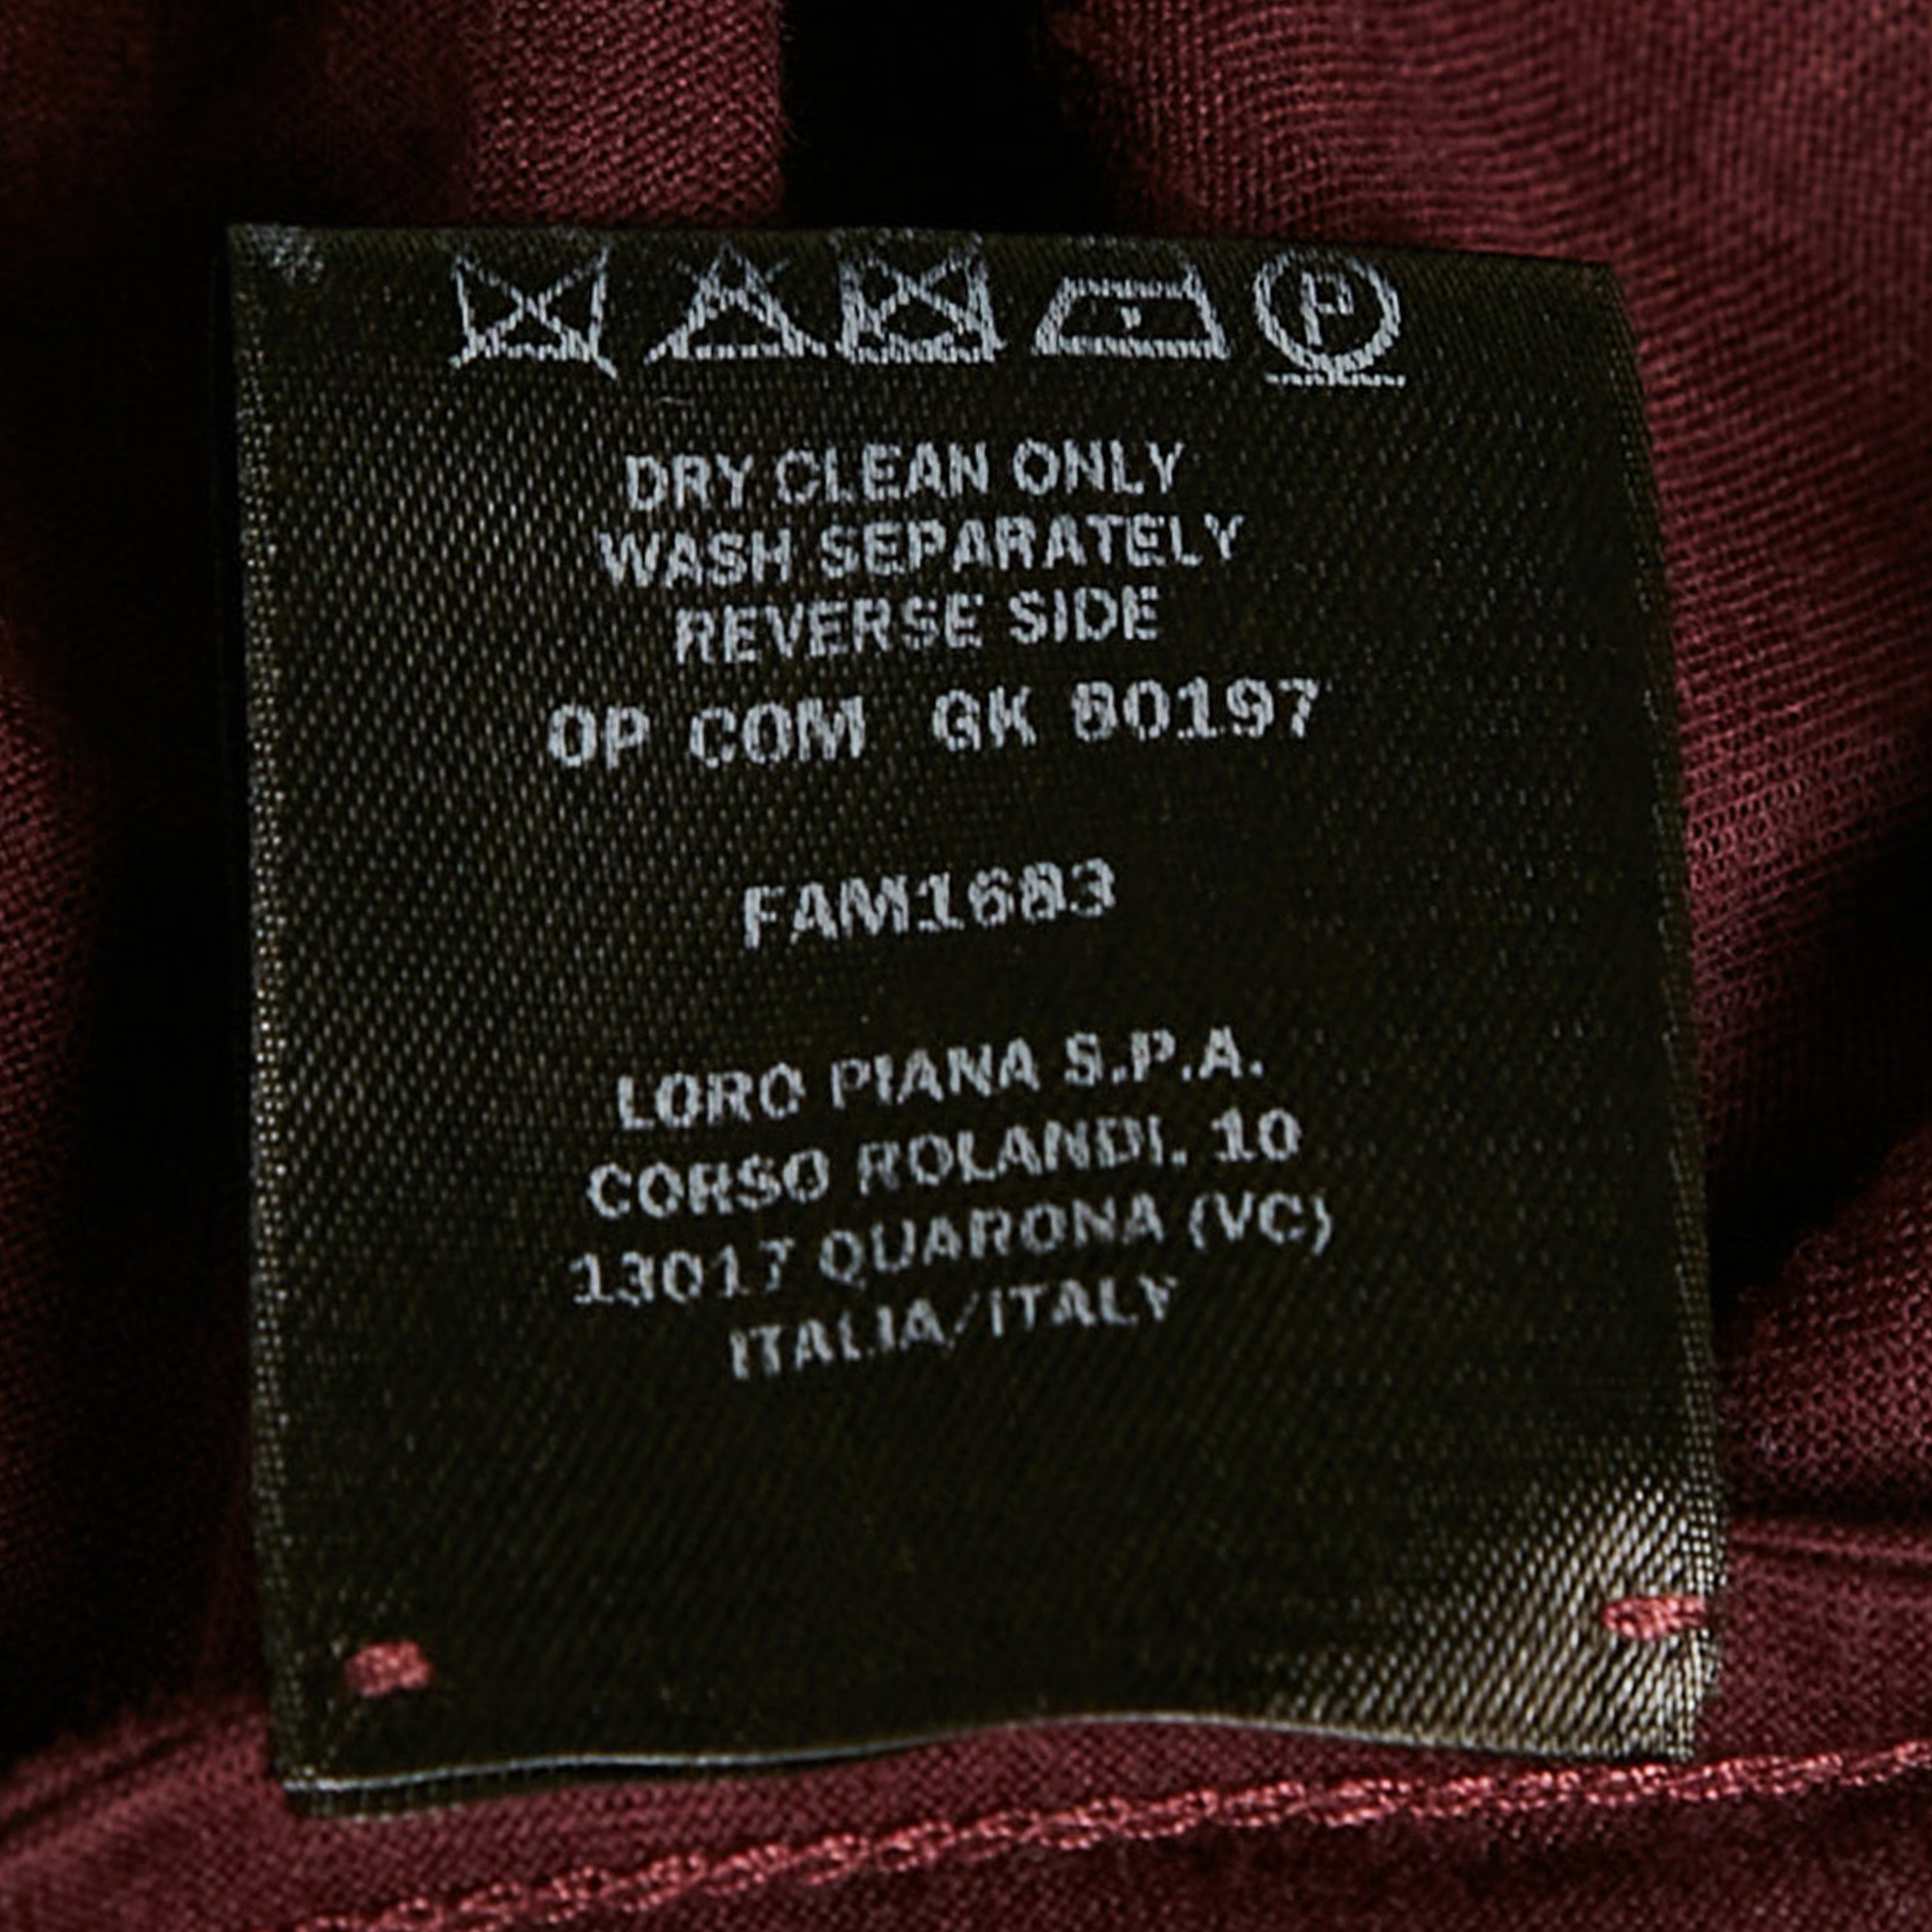 P
DRY CLEAN ONLY
WASH SEPARATELY
REVERSE SIDE
OP COM GK 80197
FAM1683
LORO PIANA S.P.A.
CORSO ROLANDI, 10
13017 QUARONA (VC)
ITALIA/ITALY